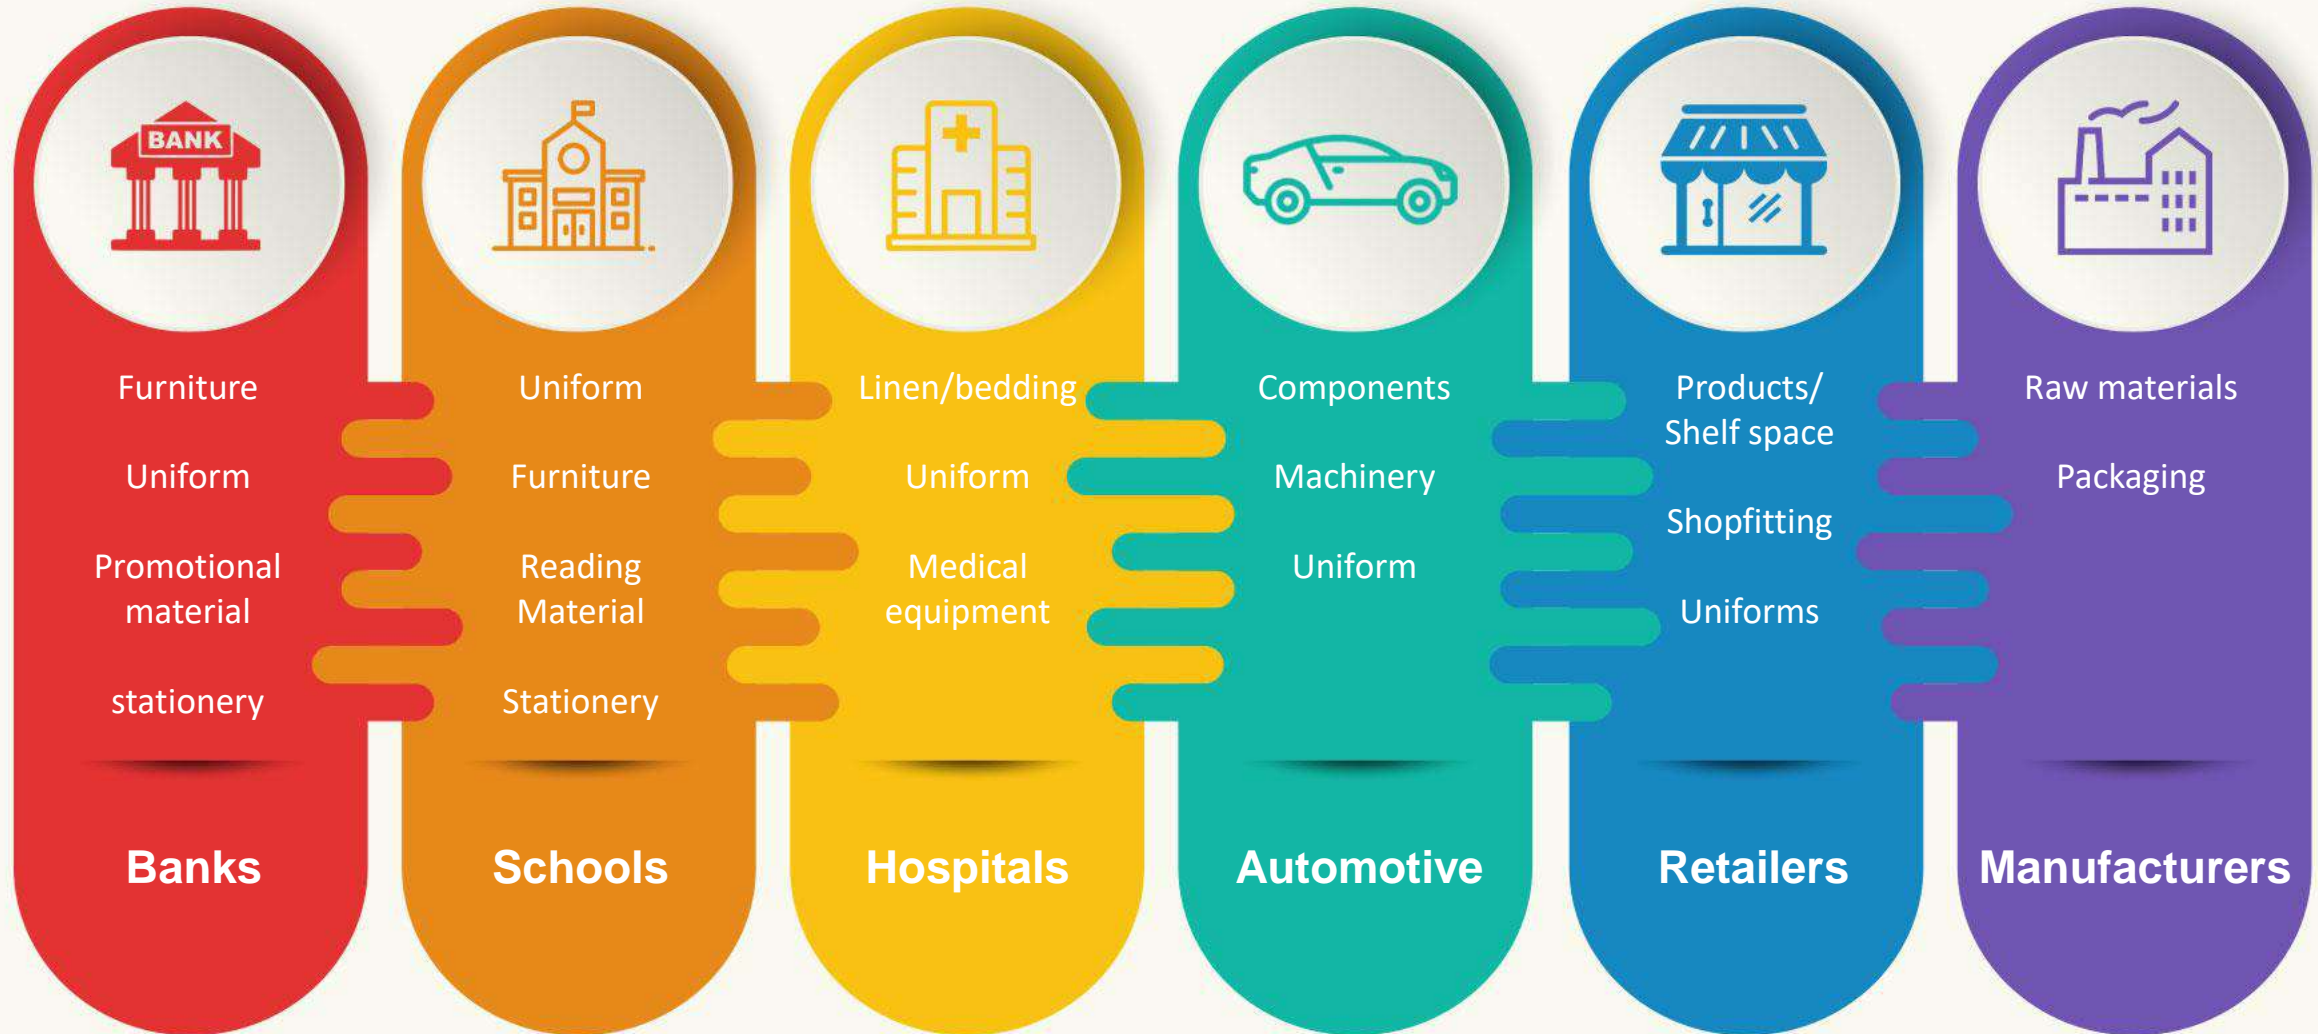 BANK
Furniture
Uniform
Promotional
material
stationery
Banks
Uniform
Furniture
Reading
Material
Stationery
Schools
Linen/bedding
Uniform
Medical
equipment
Hospitals
Components
Machinery
Uniform
Automotive
Products/
Shelf space
Shopfitting
Uniforms
Retailers
Raw materials
Packaging
Manufacturers